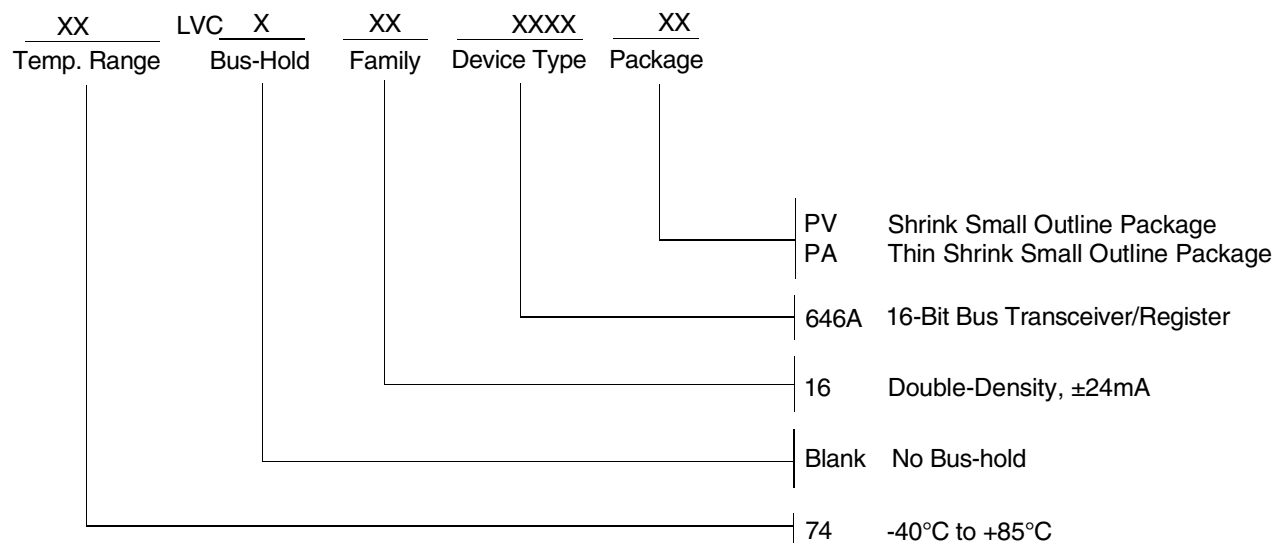 XX LVC X XX XXXX XX
Temp. Range Bus-Hold Family Device Type Package
PV Shrink Small Outline Package
PA Thin Shrink Small Outline Package
646A 16-Bit Bus Transceiver/Register
16 Double-Density, ±24mA
Blank No Bus-hold
74 -40°C to +85°C